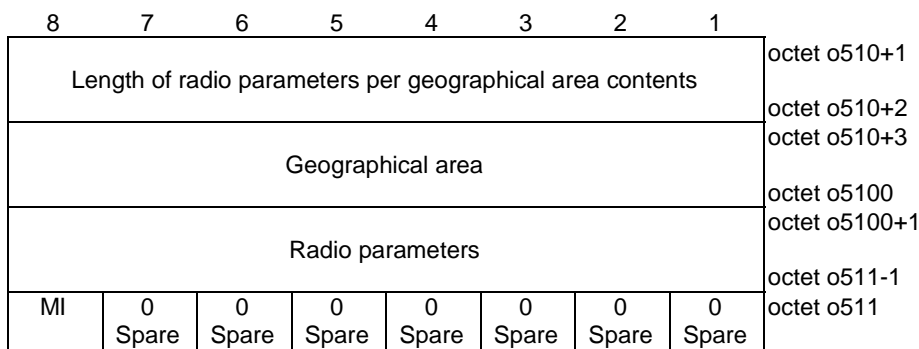 8 7 6 5 4 3 2 1
octet o510+1
Length of radio parameters per geographical area contents
octet o510+2
octet o510+3
Geographical area
octet o5100
octet o5100+1
Radio parameters
octet o511-1
MI 0 0 0 0 0 0 0 octet o511
Spare Spare Spare Spare Spare Spare Spare